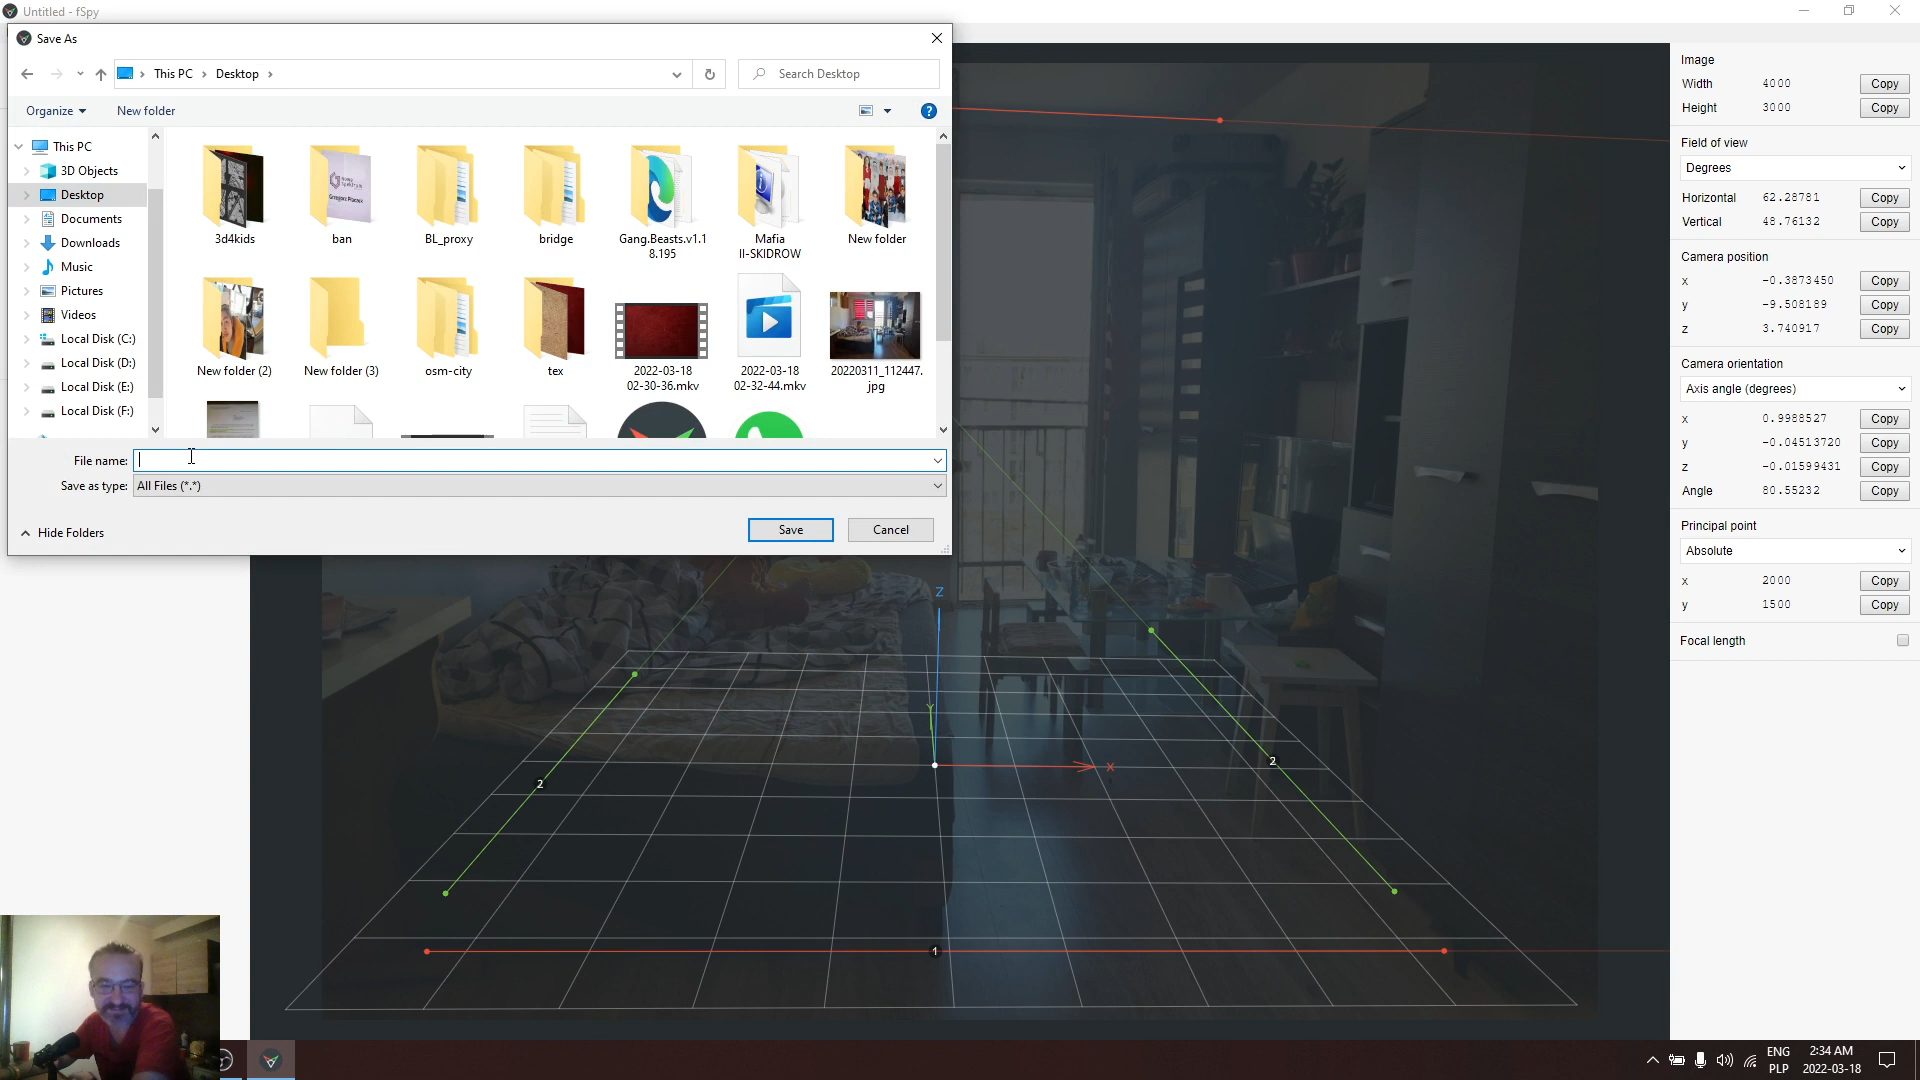 Untitled - fSpy
Save As
This PC
Desktop
Search Desktop
Organize
New folder
?
This PC
3D Objects
Desktop
Documents
Downloads
Music
Pictures
Videos
Local Disk (C:)
Local Disk (D:)
Local Disk (E:)
Local Disk (F:)
3d4kids
ban
BL_proxy
bridge
Gang.Beasts.v1.1
8.195
Mafia
II-SKIDROW
New folder
New folder (2)
New folder (3)
osm-city
tex
2022-03-18
02-30-36.mkv
2022-03-18
02-32-44.mkv
20220311_112447.
jpg
File name:
Save as type:
All Files (*.*)
Hide Folders
Save
Cancel
Z
Y
X
2
2
1
Image
Width 4000 Copy
Height 3000 Copy
Field of view
Degrees
Horizontal 62.28781 Copy
Vertical 48.76132 Copy
Camera position
x -0.3873450 Copy
y -9.508189 Copy
z 3.740917 Copy
Camera orientation
Axis angle (degrees)
x 0.9988527 Copy
y -0.04513720 Copy
z -0.01599431 Copy
Angle 80.55232 Copy
Principal point
Absolute
x 2000 Copy
y 1500 Copy
Focal length
ENG
PLP
2:34 AM
2022-03-18